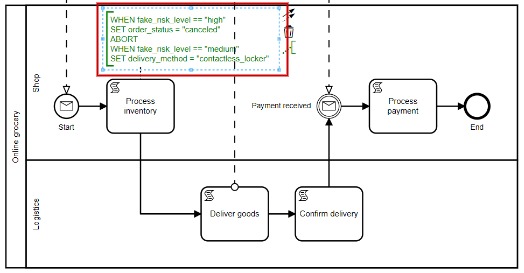 WHEN fake_risk_level == "high"
SET order_status = "canceled"
ABORT
WHEN fake_risk_level == "medium"
SET delivery_method = "contactless_locker"
Online grocery
Shop
Start
Process
inventory
Payment received
Process
payment
End
Logistics
Deliver goods
Confirm delivery